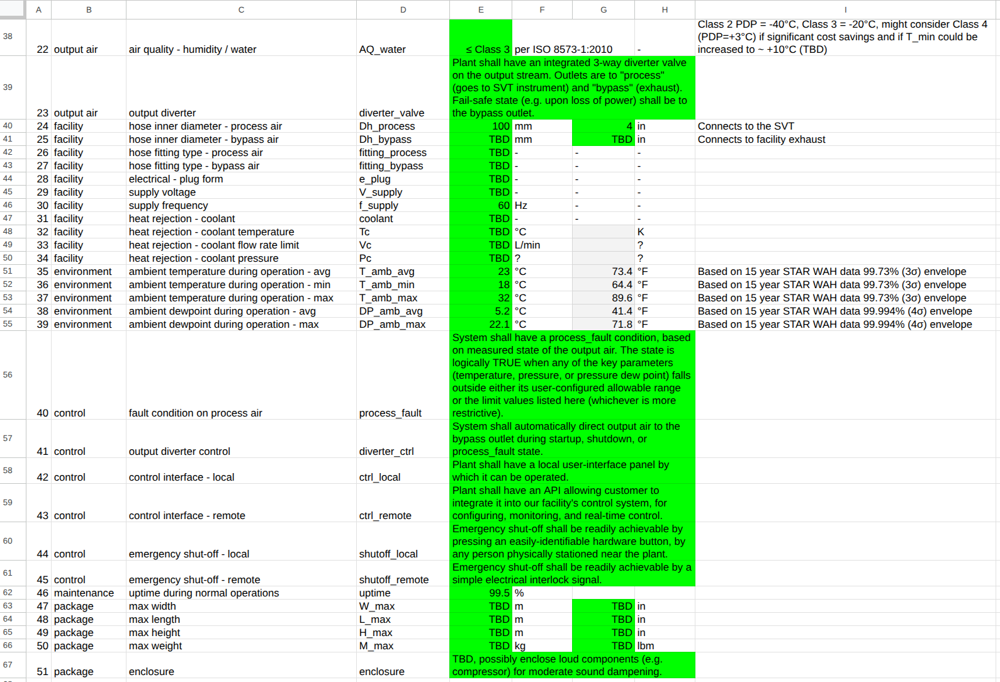 A B C D E F G H I
38 22 output air air quality - humidity / water AQ_water ≤ Class 3 per ISO 8573-1:2010 - Class 2 PDP = -40°C, Class 3 = -20°C, might consider Class 4
(PDP=+3°C) if significant cost savings and if T_min could be
increased to ~ +10°C (TBD)
39 23 output air output diverter diverter_valve Plant shall have an integrated 3-way diverter valve
on the output stream. Outlets are to "process"
(goes to SVT instrument) and "bypass" (exhaust).
Fail-safe state (e.g. upon loss of power) shall be to
the bypass outlet.
40 24 facility hose inner diameter - process air Dh_process 100 mm 4 in Connects to the SVT
41 25 facility hose inner diameter - bypass air Dh_bypass TBD mm TBD in Connects to facility exhaust
42 26 facility hose fitting type - process air fitting_process TBD - - -
43 27 facility hose fitting type - bypass air fitting_bypass TBD - - -
44 28 facility electrical - plug form e_plug TBD - - -
45 29 facility supply voltage V_supply TBD - - -
46 30 facility supply frequency f_supply 60 Hz - -
47 31 facility heat rejection - coolant coolant TBD - - -
48 32 facility heat rejection - coolant temperature Tc TBD °C K
49 33 facility heat rejection - coolant flow rate limit Vc TBD L/min ?
50 34 facility heat rejection - coolant pressure Pc TBD ? ?
51 35 environment ambient temperature during operation - avg T_amb_avg 23 °C 73.4 °F Based on 15 year STAR WAH data 99.73% (3σ) envelope
52 36 environment ambient temperature during operation - min T_amb_min 18 °C 64.4 °F Based on 15 year STAR WAH data 99.73% (3σ) envelope
53 37 environment ambient temperature during operation - max T_amb_max 32 °C 89.6 °F Based on 15 year STAR WAH data 99.73% (3σ) envelope
54 38 environment ambient dewpoint during operation - avg DP_amb_avg 5.2 °C 41.4 °F Based on 15 year STAR WAH data 99.994% (4σ) envelope
55 39 environment ambient dewpoint during operation - max DP_amb_max 22.1 °C 71.8 °F Based on 15 year STAR WAH data 99.994% (4σ) envelope
56 40 control fault condition on process air process_fault System shall have a process_fault condition, based
on measured state of the output air. The state is
logically TRUE when any of the key parameters
(temperature, pressure, or pressure dew point) falls
outside either its user-configured allowable range
or the limit values listed here (whichever is more
restrictive).
57 41 control output diverter control diverter_ctrl System shall automatically direct output air to the
bypass outlet during startup, shutdown, or
process_fault state.
58 42 control control interface - local ctrl_local Plant shall have a local user-interface panel by
which it can be operated.
59 43 control control interface - remote ctrl_remote Plant shall have an API allowing customer to
integrate it into our facility's control system, for
configuring, monitoring, and real-time control.
60 44 control emergency shut-off - local shutoff_local Emergency shut-off shall be readily achievable by
pressing an easily-identifiable hardware button, by
any person physically stationed near the plant.
61 45 control emergency shut-off - remote shutoff_remote Emergency shut-off shall be readily achievable by a
simple electrical interlock signal.
62 46 maintenance uptime during normal operations uptime 99.5 %
63 47 package max width W_max TBD m TBD in
64 48 package max length L_max TBD m TBD in
65 49 package max height H_max TBD m TBD in
66 50 package max weight M_max TBD kg TBD lbm
67 51 package enclosure enclosure TBD, possibly enclose loud components (e.g.
compressor) for moderate sound dampening.